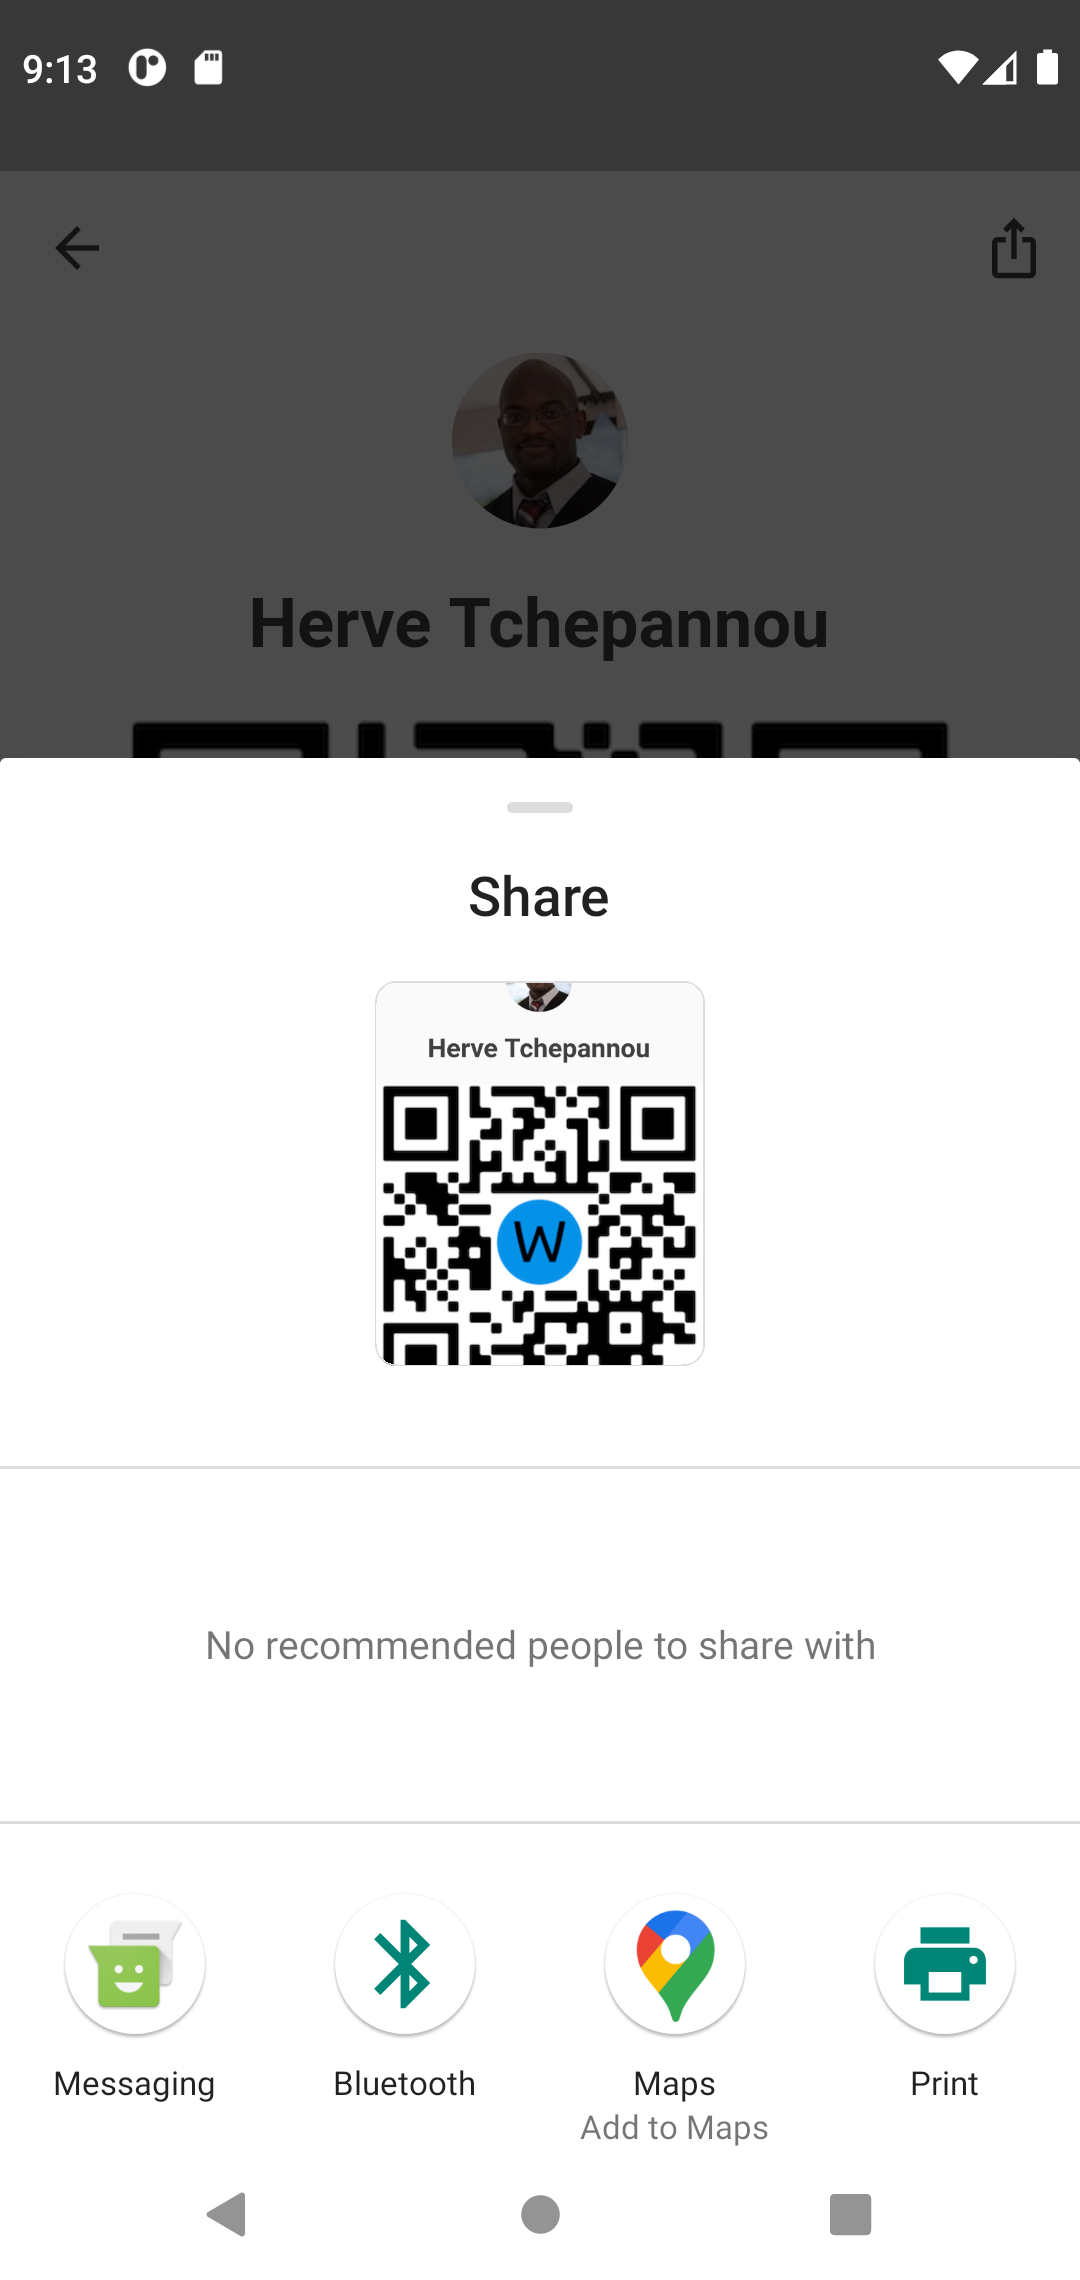 9:13
Herve Tchepannou
Share
Herve Tchepannou
W
No recommended people to share with
Messaging
Bluetooth
Maps
Print
Add to Maps